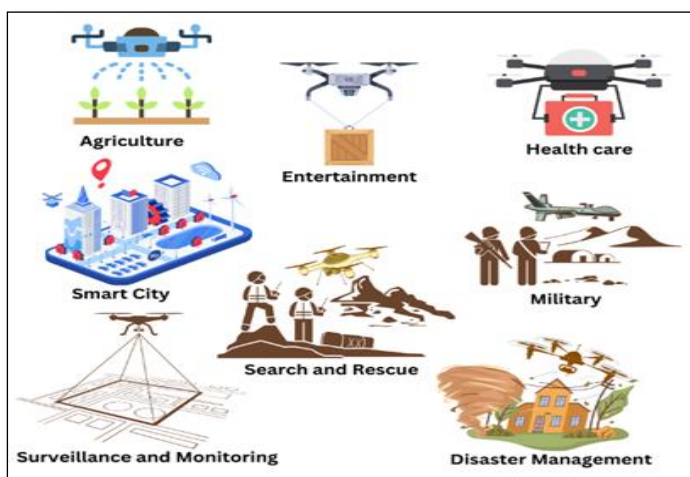 Agriculture
Entertainment
Health care
Smart City
Military
Search and Rescue
Surveillance and Monitoring
Disaster Management